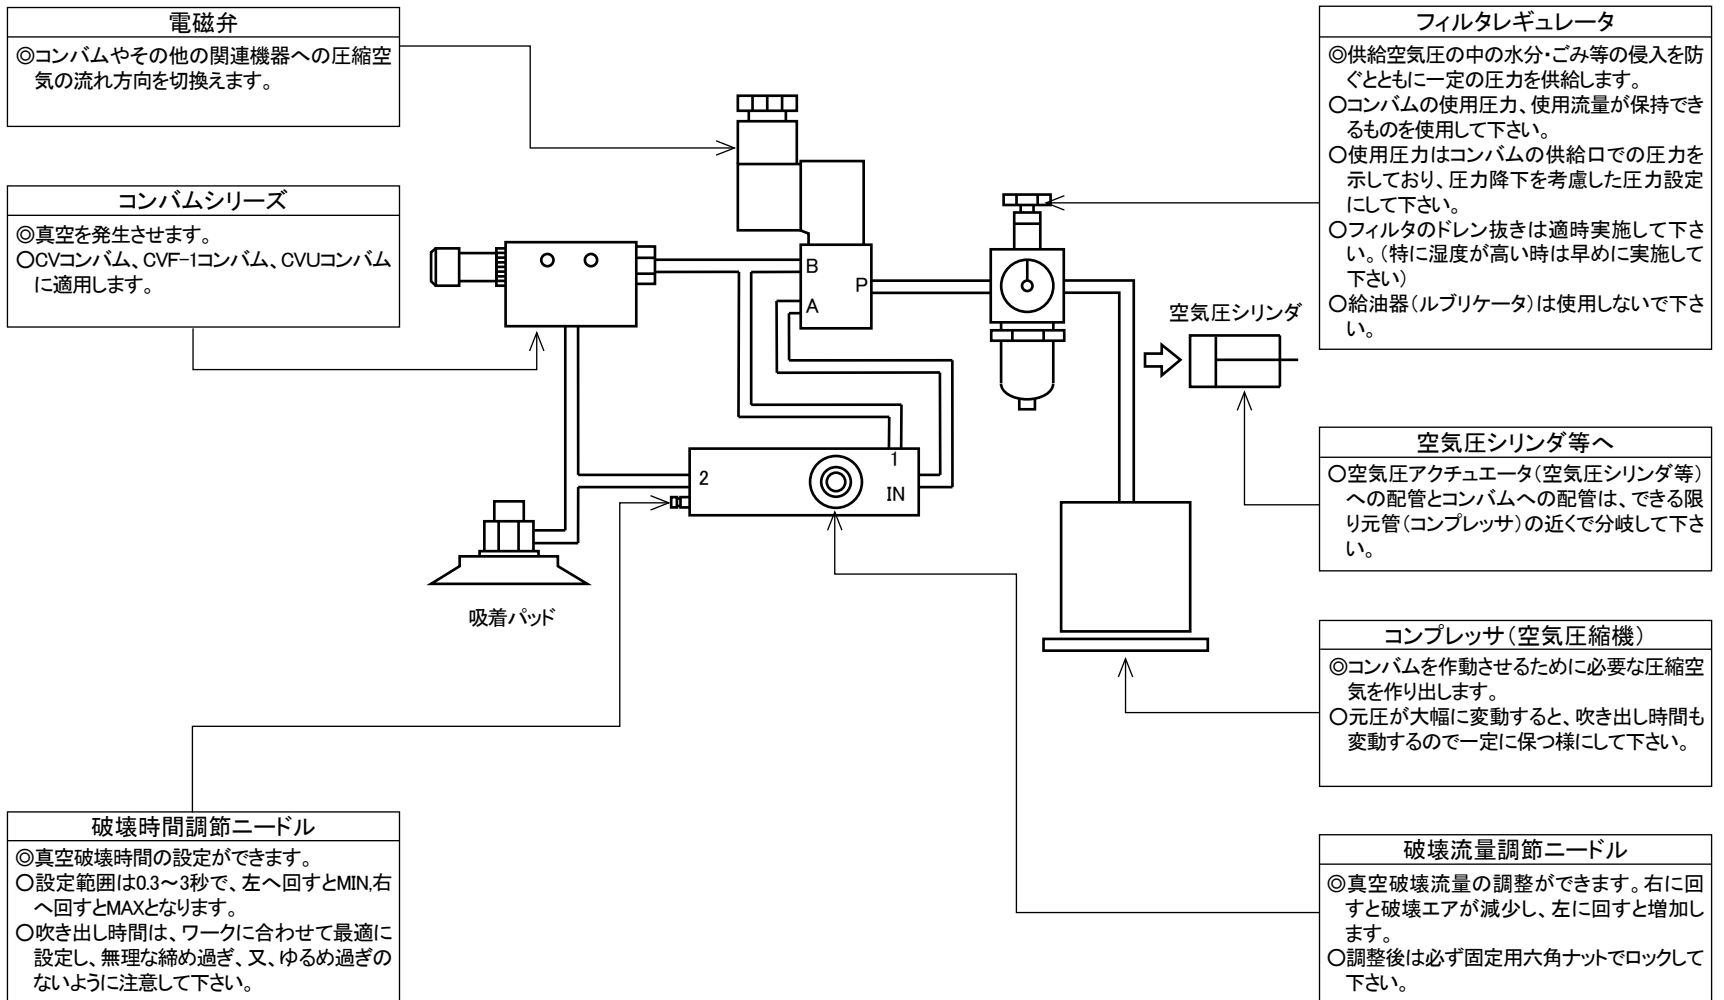 電磁弁
◎コンバムやその他の関連機器への圧縮空
気の流れ方向を切換えます。
コンバムシリーズ
◎真空を発生させます。
○CVコンバム、CVF-1コンバム、CVUコンバム
に適用します。
B
A
P
2
1
IN
吸着パッド
空気圧シリンダ
フィルタレギュレータ
◎供給空気圧の中の水分・ごみ等の侵入を防
ぐとともに一定の圧力を供給します。
○コンバムの使用圧力、使用流量が保持でき
るものを使用して下さい。
○使用圧力はコンバムの供給口での圧力を
示しており、圧力降下を考慮した圧力設定
にして下さい。
○フィルタのドレン抜きは適時実施して下さ
い。(特に湿度が高い時は早めに実施して
下さい)
○給油器(ルブリケータ)は使用しないで下さ
い。
空気圧シリンダ等へ
○空気圧アクチュエータ(空気圧シリンダ等)
への配管とコンバムへの配管は、できる限
り元管(コンプレッサ)の近くで分岐して下さ
い。
コンプレッサ(空気圧縮機)
◎コンバムを作動させるために必要な圧縮空
気を作り出します。
○元圧が大幅に変動すると、吹き出し時間も
変動するので一定に保つ様にして下さい。
破壊時間調節ニードル
◎真空破壊時間の設定ができます。
○設定範囲は0.3～3秒で、左へ回すとMIN,右
へ回すとMAXとなります。
○吹き出し時間は、ワークに合わせて最適に
設定し、無理な締め過ぎ、又、ゆるめ過ぎの
ないように注意して下さい。
破壊流量調節ニードル
◎真空破壊流量の調整ができます。右に回
すと破壊エアが減少し、左に回すと増加し
ます。
○調整後は必ず固定用六角ナットでロックして
下さい。